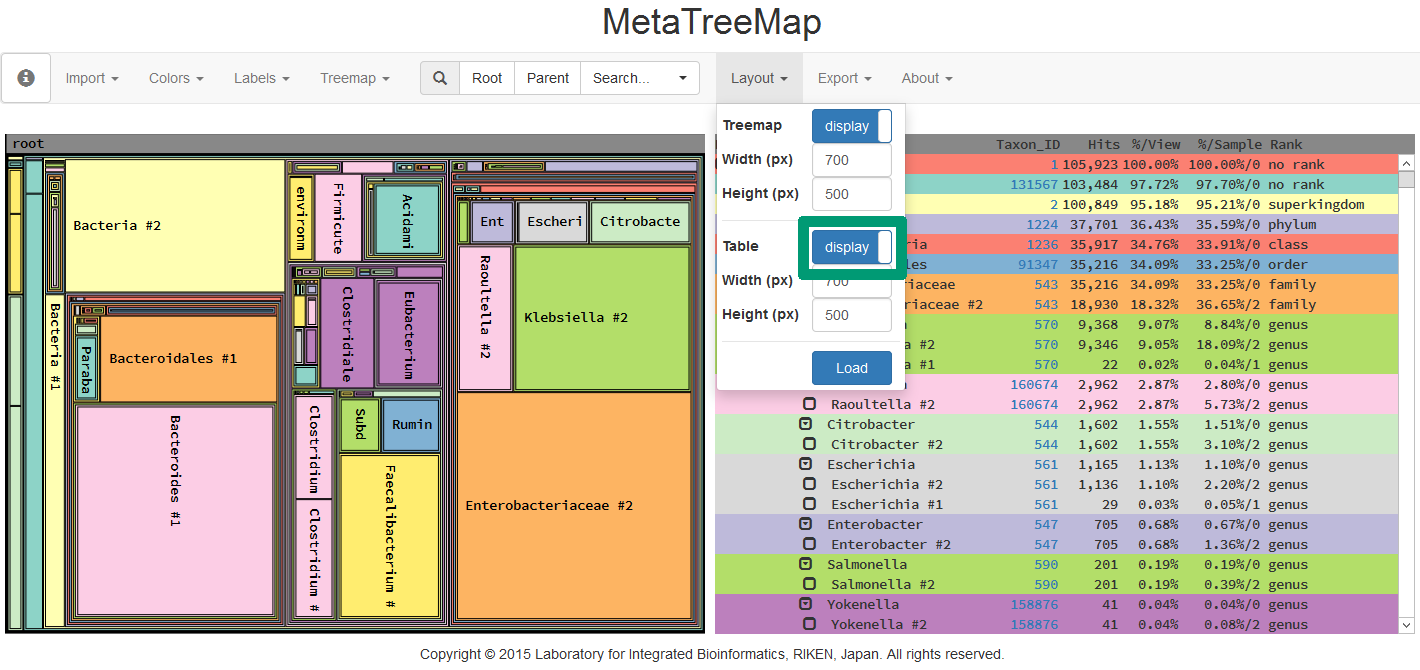 MetaTreeMap
Import Colors Labels Treemap Root Parent Search... Layout Export About
root
Bacteria #2
Bacteria #1
Paraba
Bacteroidales #1
Bacteroides #1
environm
Firmicute
Acidami
Clostridiale
Eubacterium
Clostridium
Clostridium #
Subd
Rumin
Faecalibacterium #
Ent
Escheri
Citrobacte
Raoultella #2
Klebsiella #2
Enterobacteriaceae #2
Treemap display
Width (px) 700
Height (px) 500
Table display
Width (px) 700
Height (px) 500
Load
Taxon_ID Hits %/View %/Sample Rank
1 105,923 100.00% 100.00%/0 no rank
131567 103,484 97.72% 97.70%/0 no rank
2 100,849 95.18% 95.21%/0 superkingdom
1224 37,701 36.43% 35.59%/0 phylum
ria 1236 35,917 34.76% 33.91%/0 class
les 91347 35,216 34.09% 33.25%/0 order
riaceae 543 35,216 34.09% 33.25%/0 family
riaceae #2 543 18,930 18.32% 36.65%/2 family
a 570 9,368 9.07% 8.84%/0 genus
a #2 570 9,346 9.05% 18.09%/2 genus
a #1 570 22 0.02% 0.04%/1 genus
a 160674 2,962 2.87% 2.80%/0 genus
Raoultella #2 160674 2,962 2.87% 5.73%/2 genus
Citrobacter 544 1,602 1.55% 1.51%/0 genus
Citrobacter #2 544 1,602 1.55% 3.10%/2 genus
Escherichia 561 1,165 1.13% 1.10%/0 genus
Escherichia #2 561 1,136 1.10% 2.20%/2 genus
Escherichia #1 561 29 0.03% 0.05%/1 genus
Enterobacter 547 705 0.68% 0.67%/0 genus
Enterobacter #2 547 705 0.68% 1.36%/2 genus
Salmonella 590 201 0.19% 0.19%/0 genus
Salmonella #2 590 201 0.19% 0.39%/2 genus
Yokenella 158876 41 0.04% 0.04%/0 genus
Yokenella #2 158876 41 0.04% 0.08%/2 genus
Copyright © 2015 Laboratory for Integrated Bioinformatics, RIKEN, Japan. All rights reserved.